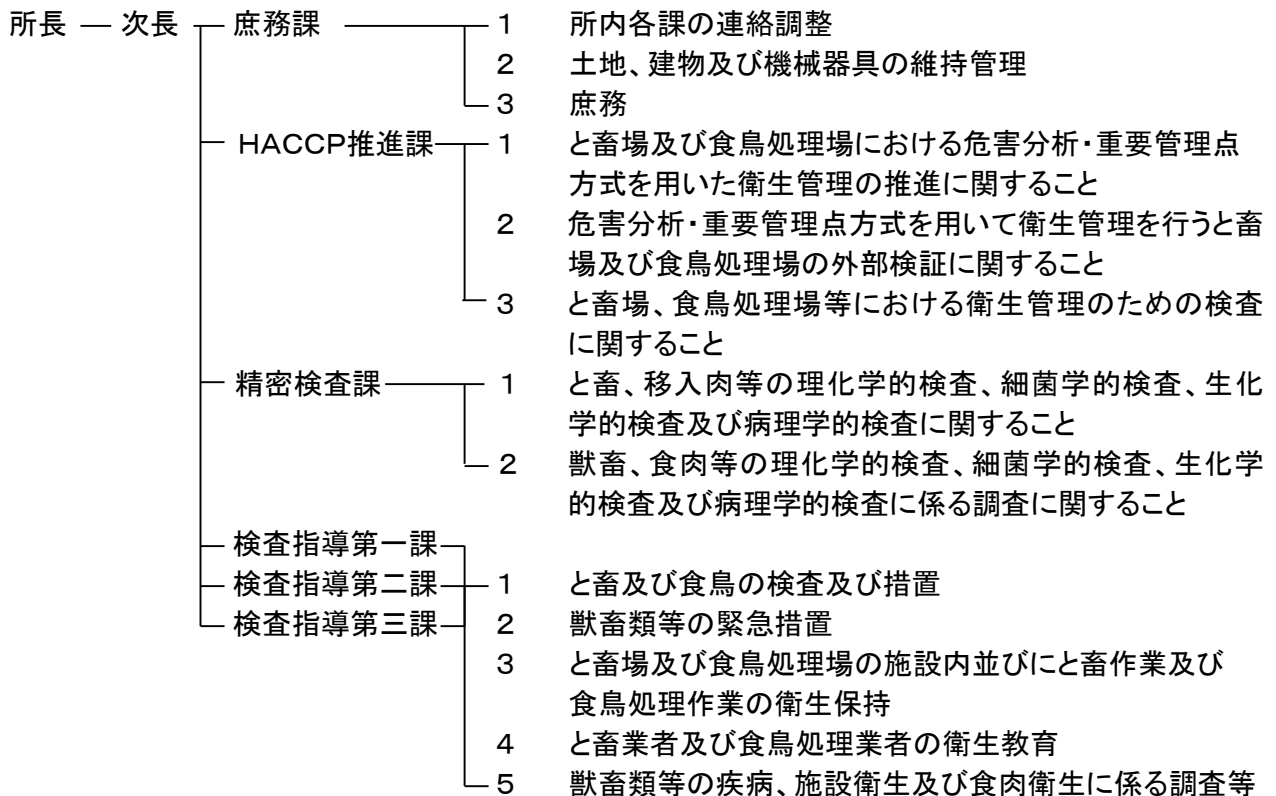 所長 ― 次長 庶務課 1 所内各課の連絡調整
2 土地、建物及び機械器具の維持管理
3 庶務
HACCP推進課 1 と畜場及び食鳥処理場における危害分析・重要管理点
方式を用いた衛生管理の推進に関すること
2 危害分析・重要管理点方式を用いて衛生管理を行うと畜
場及び食鳥処理場の外部検証に関すること
3 と畜場、食鳥処理場等における衛生管理のための検査
に関すること
精密検査課 1 と畜、移入肉等の理化学的検査、細菌学的検査、生化
学的検査及び病理学的検査に関すること
2 獣畜、食肉等の理化学的検査、細菌学的検査、生化学
的検査及び病理学的検査に係る調査に関すること
検査指導第一課
検査指導第二課 1 と畜及び食鳥の検査及び措置
検査指導第三課 2 獣畜類等の緊急措置
3 と畜場及び食鳥処理場の施設内並びにと畜作業及び
食鳥処理作業の衛生保持
4 と畜業者及び食鳥処理業者の衛生教育
5 獣畜類等の疾病、施設衛生及び食肉衛生に係る調査等